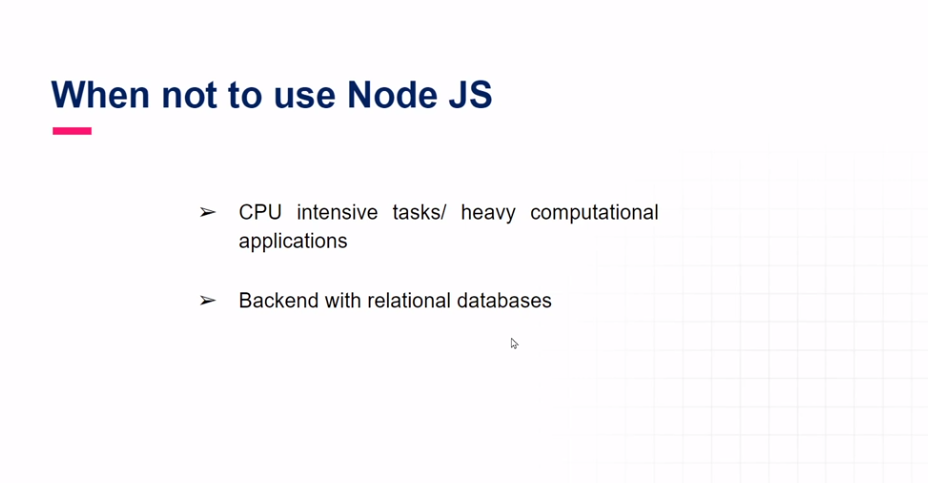 When not to use Node JS
➢ CPU intensive tasks/ heavy computational
applications
➢ Backend with relational databases